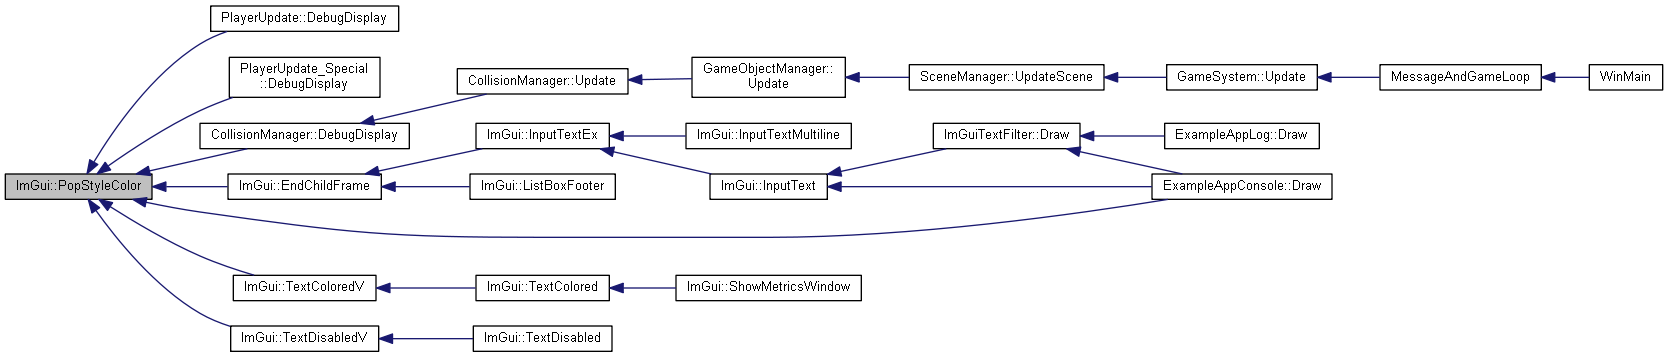 PlayerUpdate::DebugDisplay
PlayerUpdate_Special
::DebugDisplay
CollisionManager::Update
GameObjectManager::
Update
SceneManager::UpdateScene
GameSystem::Update
MessageAndGameLoop
WinMain
CollisionManager::DebugDisplay
ImGui::InputTextEx
ImGui::InputTextMultiline
ImGuiTextFilter::Draw
ExampleAppLog::Draw
ImGui::PopStyleColor
ImGui::EndChildFrame
ImGui::ListBoxFooter
ImGui::InputText
ExampleAppConsole::Draw
ImGui::TextColoredV
ImGui::TextColored
ImGui::ShowMetricsWindow
ImGui::TextDisabledV
ImGui::TextDisabled